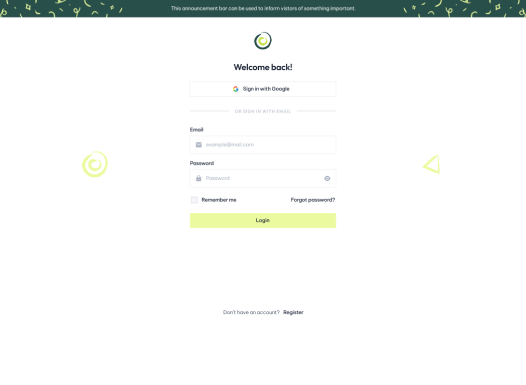 This announcement bar can be used to inform vistors of something important.
Welcome back!
Sign in with Google
OR SIGN IN WITH EMAIL
Email
example@mail.com
Password
Password
Remember me Forgot password?
Login
Don't have an account? Register